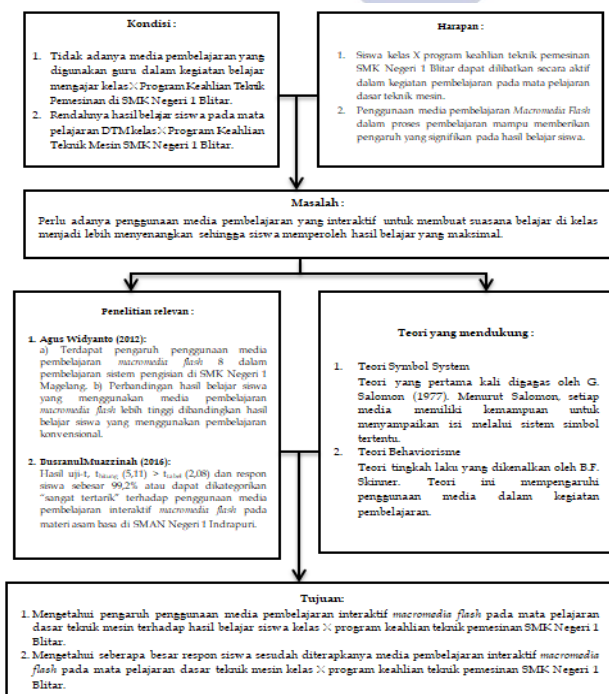 Kondisi :
1. Tidak adanya media pembelajaran yang
digunakan guru dalam kegiatan belajar
mengajar kelas X Program Keahlian Teknik
Pemesinan di SMK Negeri 1 Blitar.
2. Rendahnya hasil belajar siswa pada mata
pelajaran DTM kelas X Program Keahlian
Teknik Mesin SMK Negeri 1 Blitar.
Harapan :
1. Siswa kelas X program keahlian teknik pemesinan
SMK Negeri 1 Blitar dapat dilibatkan secara aktif
dalam kegiatan pembelajaran pada mata pelajaran
dasar teknik mesin.
2. Penggunaan media pembelajaran Macromedia Flash
dalam proses pembelajaran mampu memberikan
pengaruh yang signifikan pada hasil belajar siswa.
Masalah :
Perlu adanya penggunaan media pembelajaran yang interaktif untuk membuat suasana belajar di kelas
menjadi lebih menyenangkan sehingga siswa memperoleh hasil belajar yang maksimal.
Penelitian relevan :
1. Agus Widyanto (2012):
a) Terdapat pengaruh penggunaan media
pembelajaran macromedia flash 8 dalam
pembelajaran sistem pengisian di SMK Negeri 1
Magelang. b) Perbandingan hasil belajar siswa
yang menggunakan media pembelajaran
macromedia flash lebih tinggi dibandingkan hasil
belajar siswa yang menggunakan pembelajaran
konvensional.
2. BusranulMuazzinah (2016):
Hasil uji-t, thitung (5,11) > ttabel (2,08) dan respon
siswa sebesar 99,2% atau dapat dikategorikan
"sangat tertarik" terhadap penggunaan media
pembelajaran interaktif macromedia flash pada
materi asam basa di SMAN Negeri 1 Indrapuri.
Teori yang mendukung :
1. Teori Symbol System
Teori yang pertama kali digagas oleh G.
Salomon (1977). Menurut Salomon, setiap
media memiliki kemampuan untuk
menyampaikan isi melalui sistem simbol
tertentu.
2. Teori Behaviorisme
Teori tingkah laku yang dikenalkan oleh B.F.
Skinner. Teori ini mempengaruhi
penggunaan media dalam kegiatan
pembelajaran.
Tujuan:
1. Mengetahui pengaruh penggunaan media pembelajaran interaktif macromedia flash pada mata pelajaran
dasar teknik mesin terhadap hasil belajar siswa kelas X program keahlian teknik pemesinan SMK Negeri 1
Blitar.
2. Mengetahui seberapa besar respon siswa sesudah diterapkanya media pembelajaran interaktif macromedia
flash pada mata pelajaran dasar teknik mesin kelas X program keahlian teknik pemesinan SMK Negeri 1
Blitar.